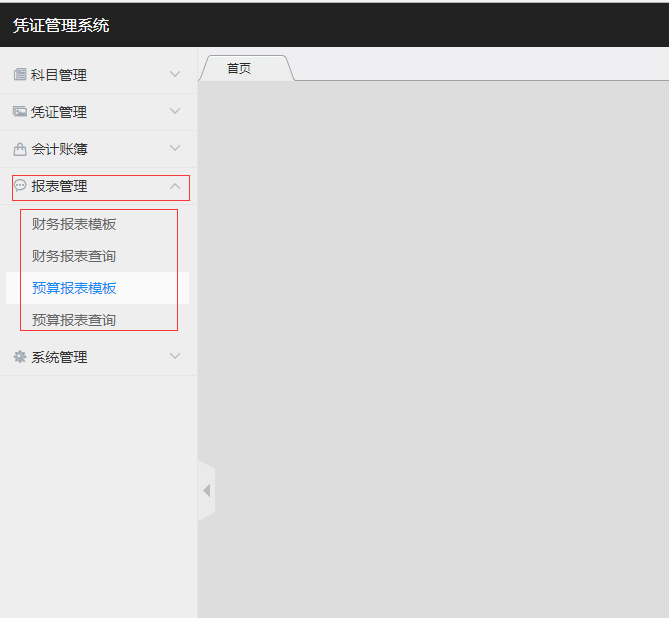 凭证管理系统
首页
科目管理
凭证管理
会计账簿
报表管理
财务报表模板
财务报表查询
预算报表模板
预算报表查询
系统管理